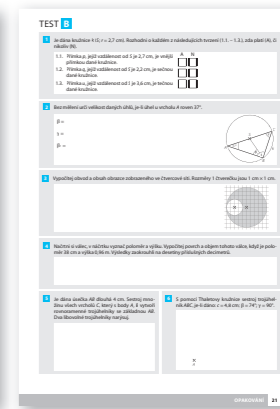 TEST B
1 Je dána kružnice k (S; r = 2,7 cm). Rozhodni o každém z následujících tvrzení (1.1. – 1.3.), zda platí (A), či nikoliv (N).
A N
1.1. Přímka p, jejíž vzdálenost od S je 2,7 cm, je vnější přímkou dané kružnice.
1.2. Přímka q, jejíž vzdálenost od S je 2,2 cm, je sečnou dané kružnice.
1.3. Přímka r, jejíž vzdálenost od S je 3,6 cm, je tečnou dané kružnice.
2 Bez měření urči velikost daných úhlů, je-li úhel u vrcholu A roven 37°.
β =
γ =
3 Vypočítej obvod a obsah obrazce zobrazeného ve čtvercové síti. Rozměry 1 čtverečku jsou 1 cm × 1 cm.
4 Načrtni si válec, v náčrtku vyznač poloměr a výšku. Vypočítej povrch a objem tohoto válce, když je poloměr 38 cm a výška 0,86 m. Výsledky zaokrouhli na desetiny příslušných decimetrů.
5 Je dána úsečka AB dlouhá 4 cm. Sestroj množinu všech vrcholů C, který s body A, B vytvoří rovnoramenné trojúhelníky se základnou AB. Dva libovolné trojúhelníky narýsuj.
6 S pomocí Thaletovy kružnice sestroj trojúhelník ABC, je-li dáno: c = 4,8 cm; β = 74°; γ = 90°.
OPAKOVÁNÍ 21